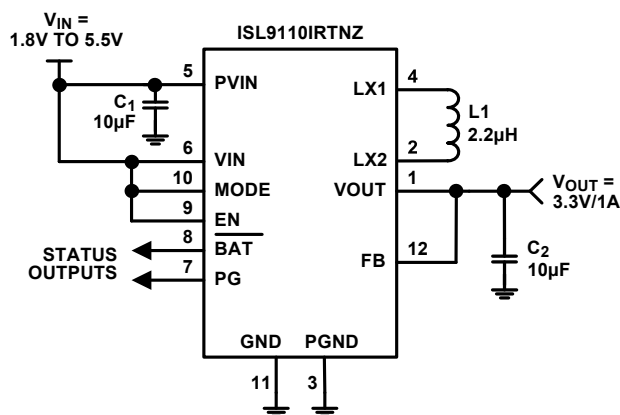 V_IN =
1.8V TO 5.5V
ISL9110IRTNZ
5
PVIN
C1
10µF
6
VIN
10
MODE
9
EN
8
BAT
7
PG
STATUS
OUTPUTS
LX1
4
L1
2.2µH
LX2
2
VOUT
1
VOUT =
3.3V/1A
FB
12
C2
10µF
GND
PGND
11
3